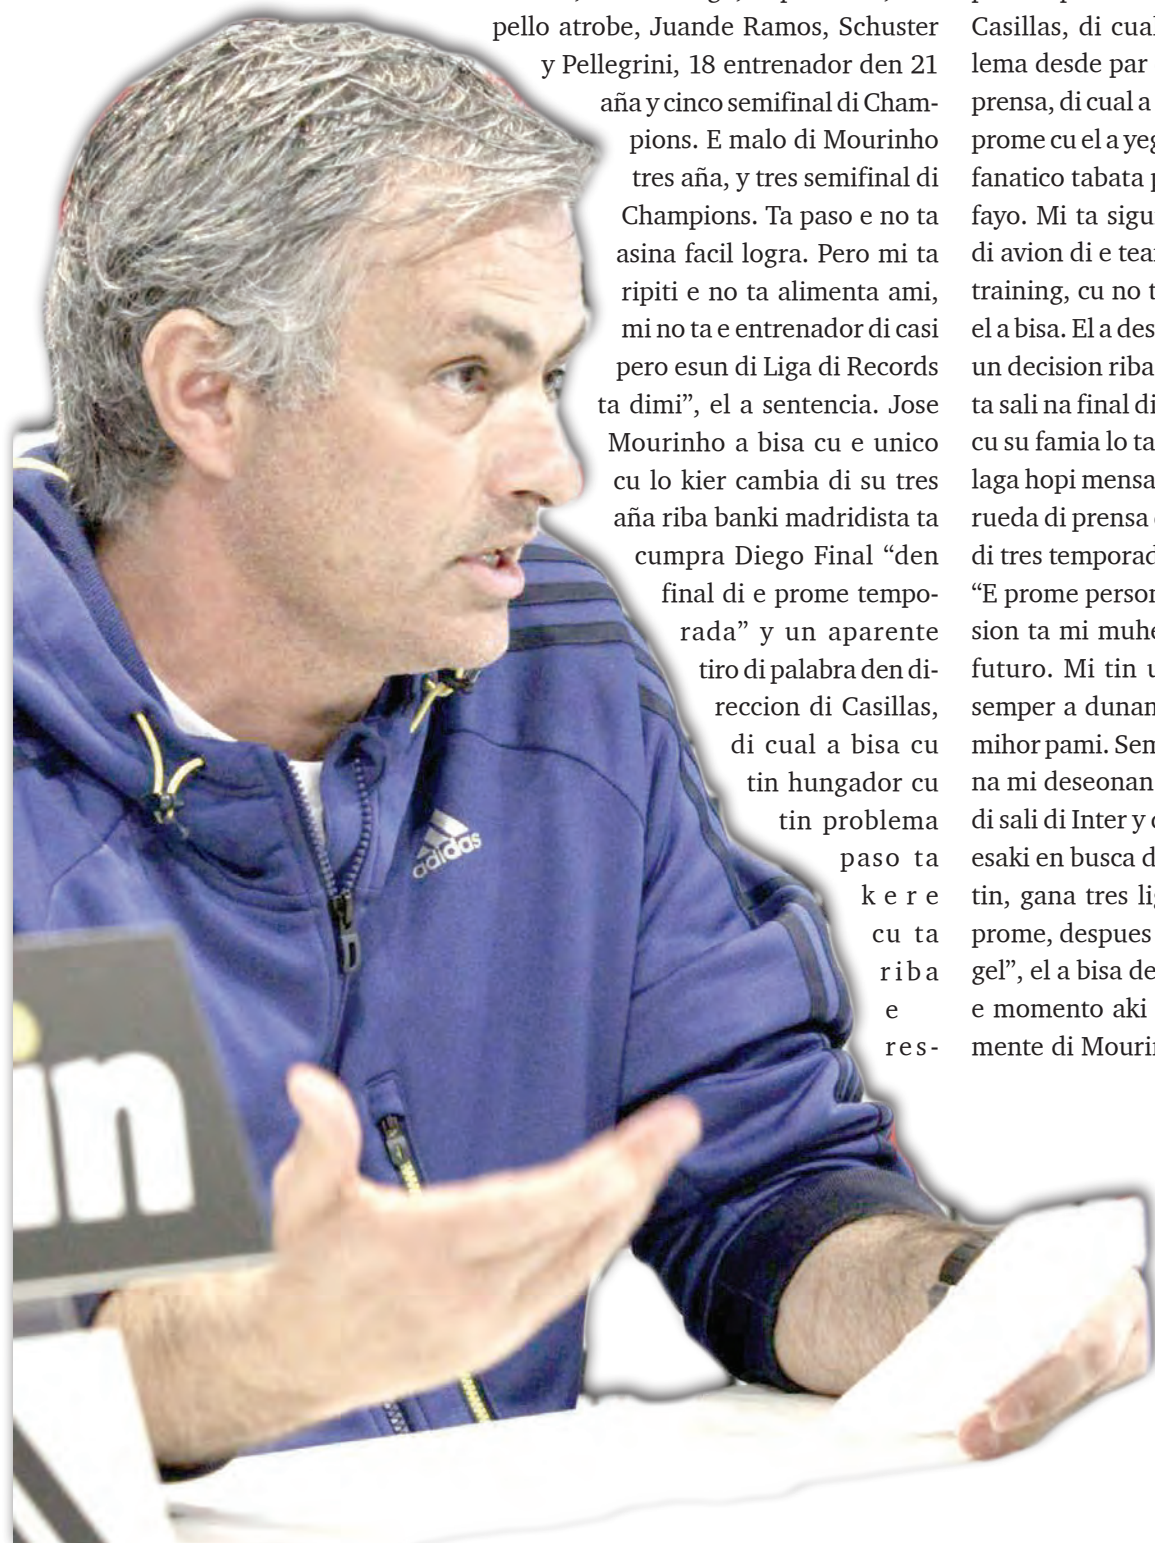 pello atrobe, Juande Ramos, Schuster
y Pellegrini, 18 entrenador den 21
aña y cinco semifinal di Cham-
pions. E malo di Mourinho
tres aña, y tres semifinal di
Champions. Ta paso e no ta
asina facil logra. Pero mi ta
ripiti e no ta alimenta ami,
mi no ta e entrenador di casi
pero esun di Liga di Records
ta dimi”, el a sentencia. Jose
Mourinho a bisa cu e unico
cu lo kier cambia di su tres
aña riba banki madridista ta
cumpra Diego Final “den
final di e prome tempo-
rada” y un aparente
tiro di palabra den di-
reccion di Casillas,
di cual a bisa cu
tin hungador cu
tin problema
paso ta
kere
cu ta
riba
e
res-
Casillas, di cual
lema desde par
prensa, di cual a
prome cu el a yeg
fanatico tabata p
fayo. Mi ta sigu
di avion di e tea
training, cu no t
el a bisa. El a des
un decision riba
ta sali na final di
cu su famia lo ta
laga hopi mensa
rueda di prensa
di tres temporad
“E prome person
sion ta mi muhe
futuro. Mi tin u
semper a dunan
mihor pami. Sem
na mi deseonan
di sali di Inter y
esaki en busca d
tin, gana tres lig
prome, despues
gel”, el a bisa de
e momento aki
mente di Mourin
adidas
in